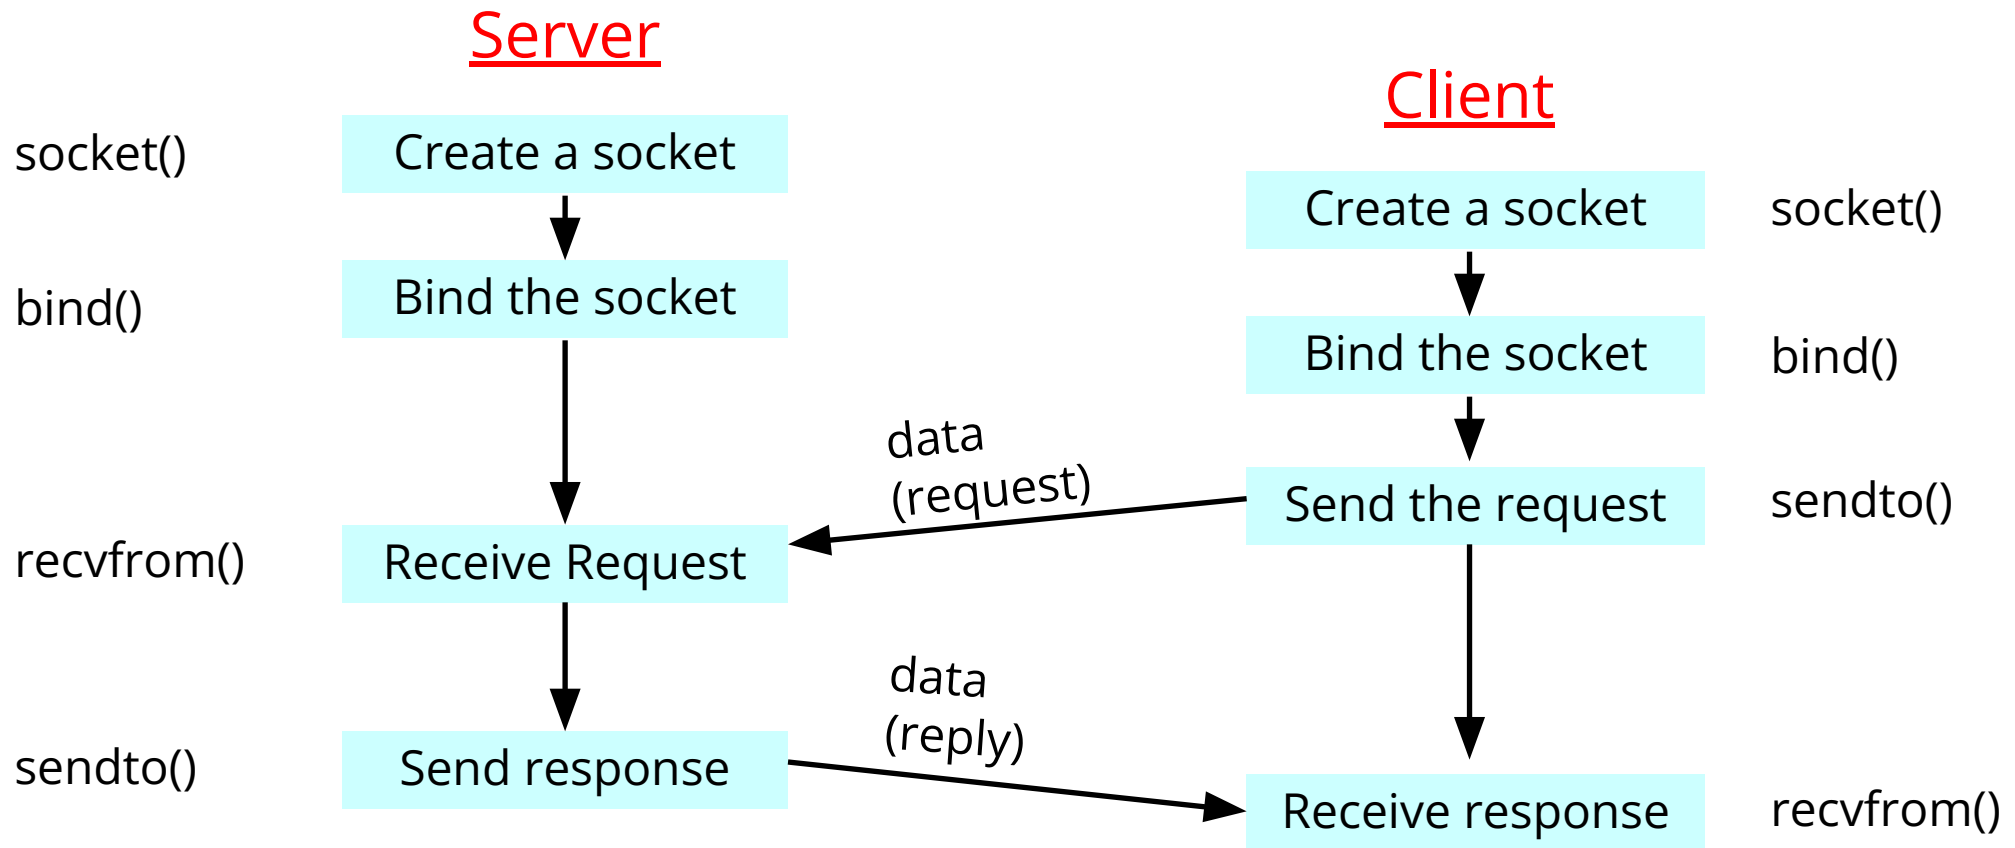 Server
socket()
Create a socket
bind()
Bind the socket
recvfrom()
Receive Request
sendto()
Send response
data
(request)
data
(reply)
Client
Create a socket
socket()
Bind the socket
bind()
Send the request
sendto()
Receive response
recvfrom()